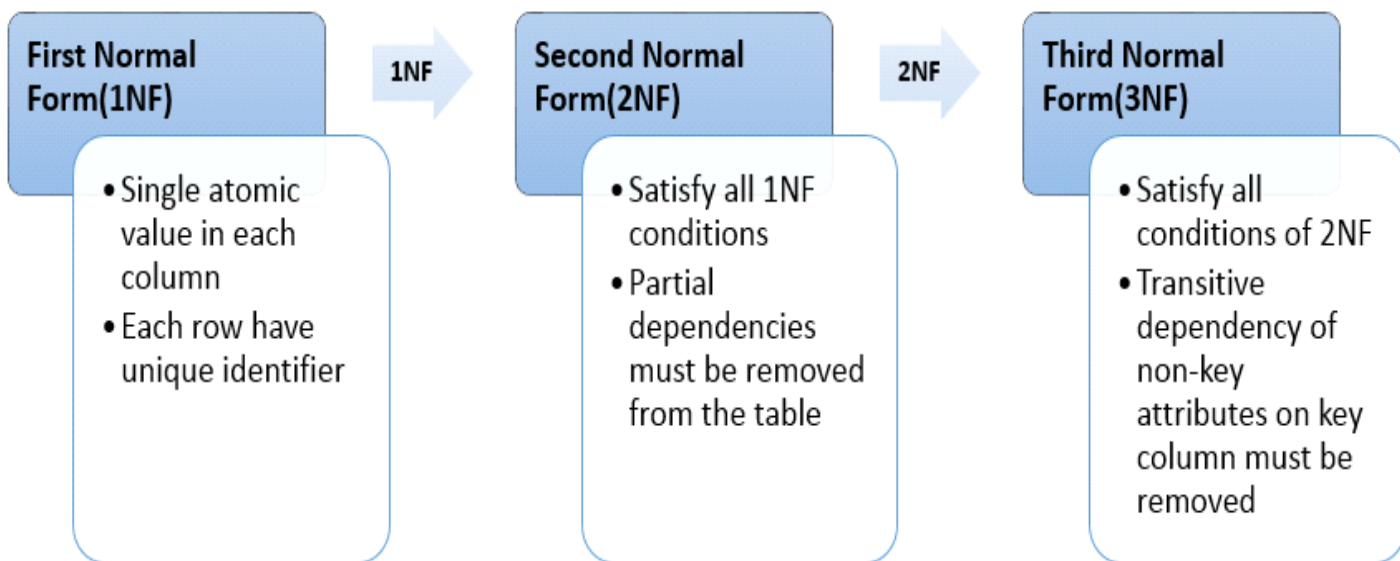 First Normal
Form(1NF)
• Single atomic
value in each
column
• Each row have
unique identifier
1NF
Second Normal
Form(2NF)
• Satisfy all 1NF
conditions
• Partial
dependencies
must be removed
from the table
2NF
Third Normal
Form(3NF)
• Satisfy all
conditions of 2NF
• Transitive
dependency of
non-key
attributes on key
column must be
removed